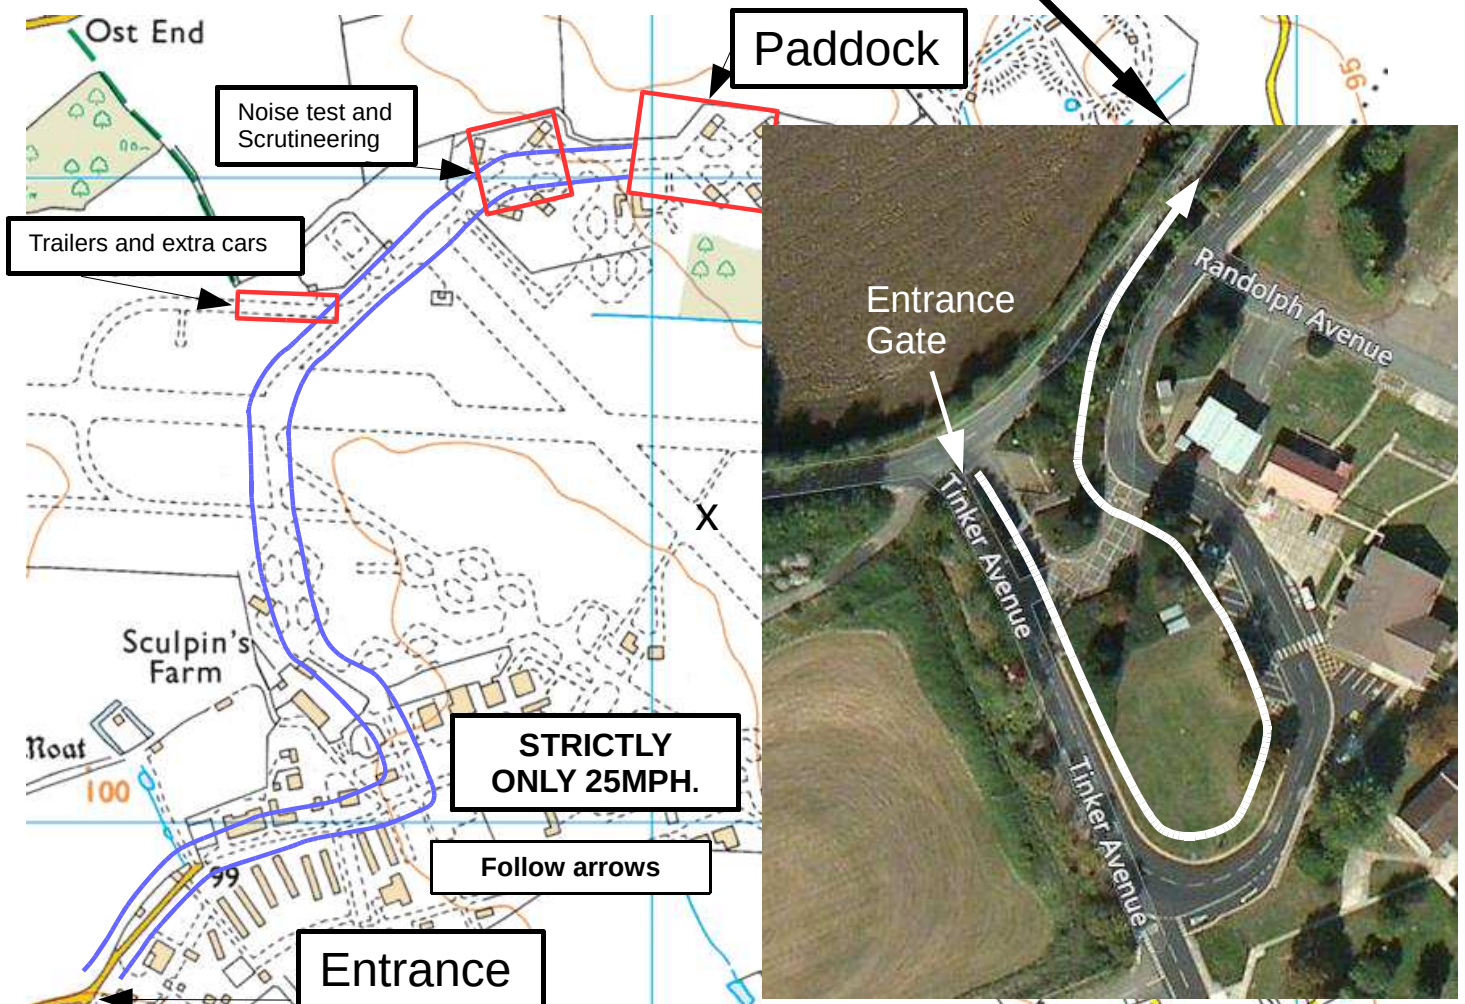 Ost End
Paddock
95
Noise test and
Scrutineering
Trailers and extra cars
Randolph Avenue
Entrance
Gate
Tinker Avenue
X
Sculpin's
Farm
Moat
100
STRICTLY
ONLY 25MPH.
Tinker Avenue
Follow arrows
99
Entrance